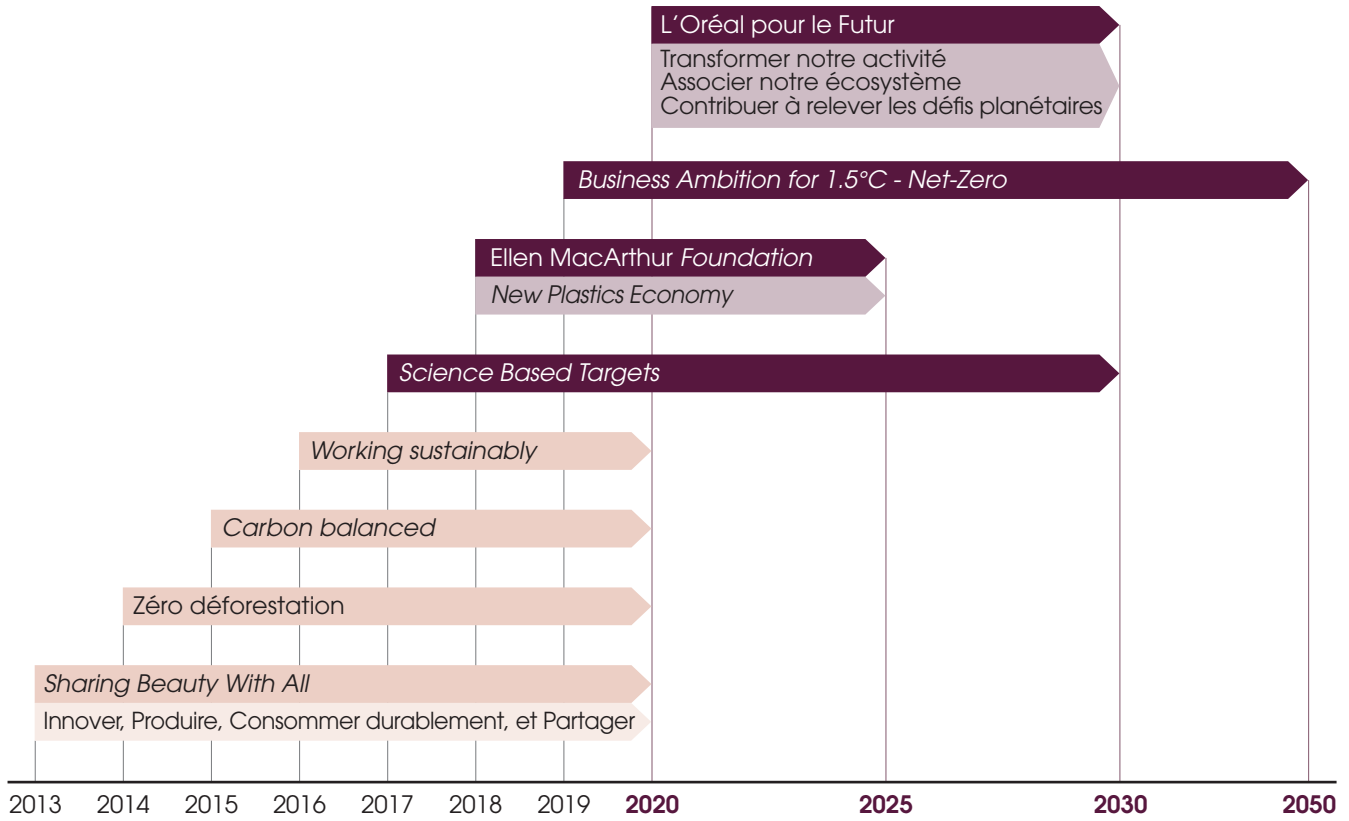 L’Oréal pour le Futur
Transformer notre activité
Associer notre écosystème
Contribuer à relever les défis planétaires
Business Ambition for 1.5°C - Net-Zero
Ellen MacArthur Foundation
New Plastics Economy
Science Based Targets
Working sustainably
Carbon balanced
Zéro déforestation
Sharing Beauty With All
Innover, Produire, Consommer durablement, et Partager
2013 2014 2015 2016 2017 2018 2019 2020 2025 2030 2050